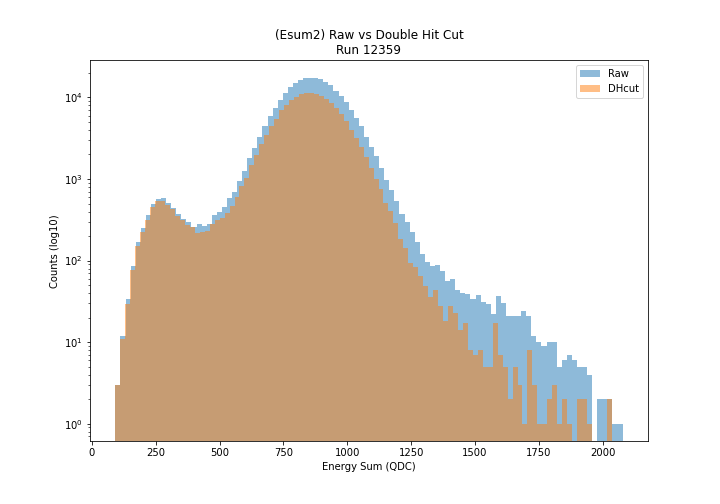 (Esum2) Raw vs Double Hit Cut
Run 12359
Raw
DHcut
Counts (log10)
10⁴
10³
10²
10¹
10⁰
0 250 500 750 1000 1250 1500 1750 2000
Energy Sum (QDC)